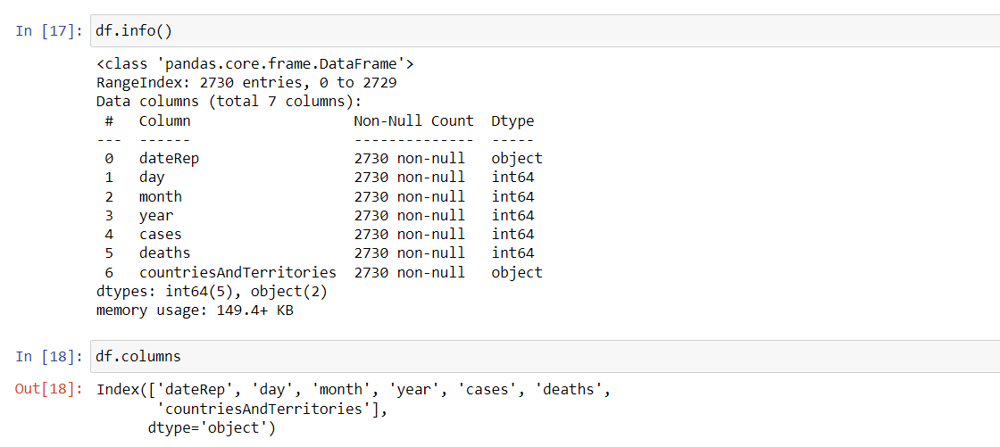 In [17]: df.info()
<class 'pandas.core.frame.DataFrame'>
RangeIndex: 2730 entries, 0 to 2729
Data columns (total 7 columns):
 #   Column                   Non-Null Count  Dtype
---  ------                   --------------  -----
 0   dateRep                  2730 non-null   object
 1   day                      2730 non-null   int64
 2   month                    2730 non-null   int64
 3   year                     2730 non-null   int64
 4   cases                    2730 non-null   int64
 5   deaths                   2730 non-null   int64
 6   countriesAndTerritories  2730 non-null   object
dtypes: int64(5), object(2)
memory usage: 149.4+ KB
In [18]: df.columns
Out[18]: Index(['dateRep', 'day', 'month', 'year', 'cases', 'deaths',
       'countriesAndTerritories'],
      dtype='object')